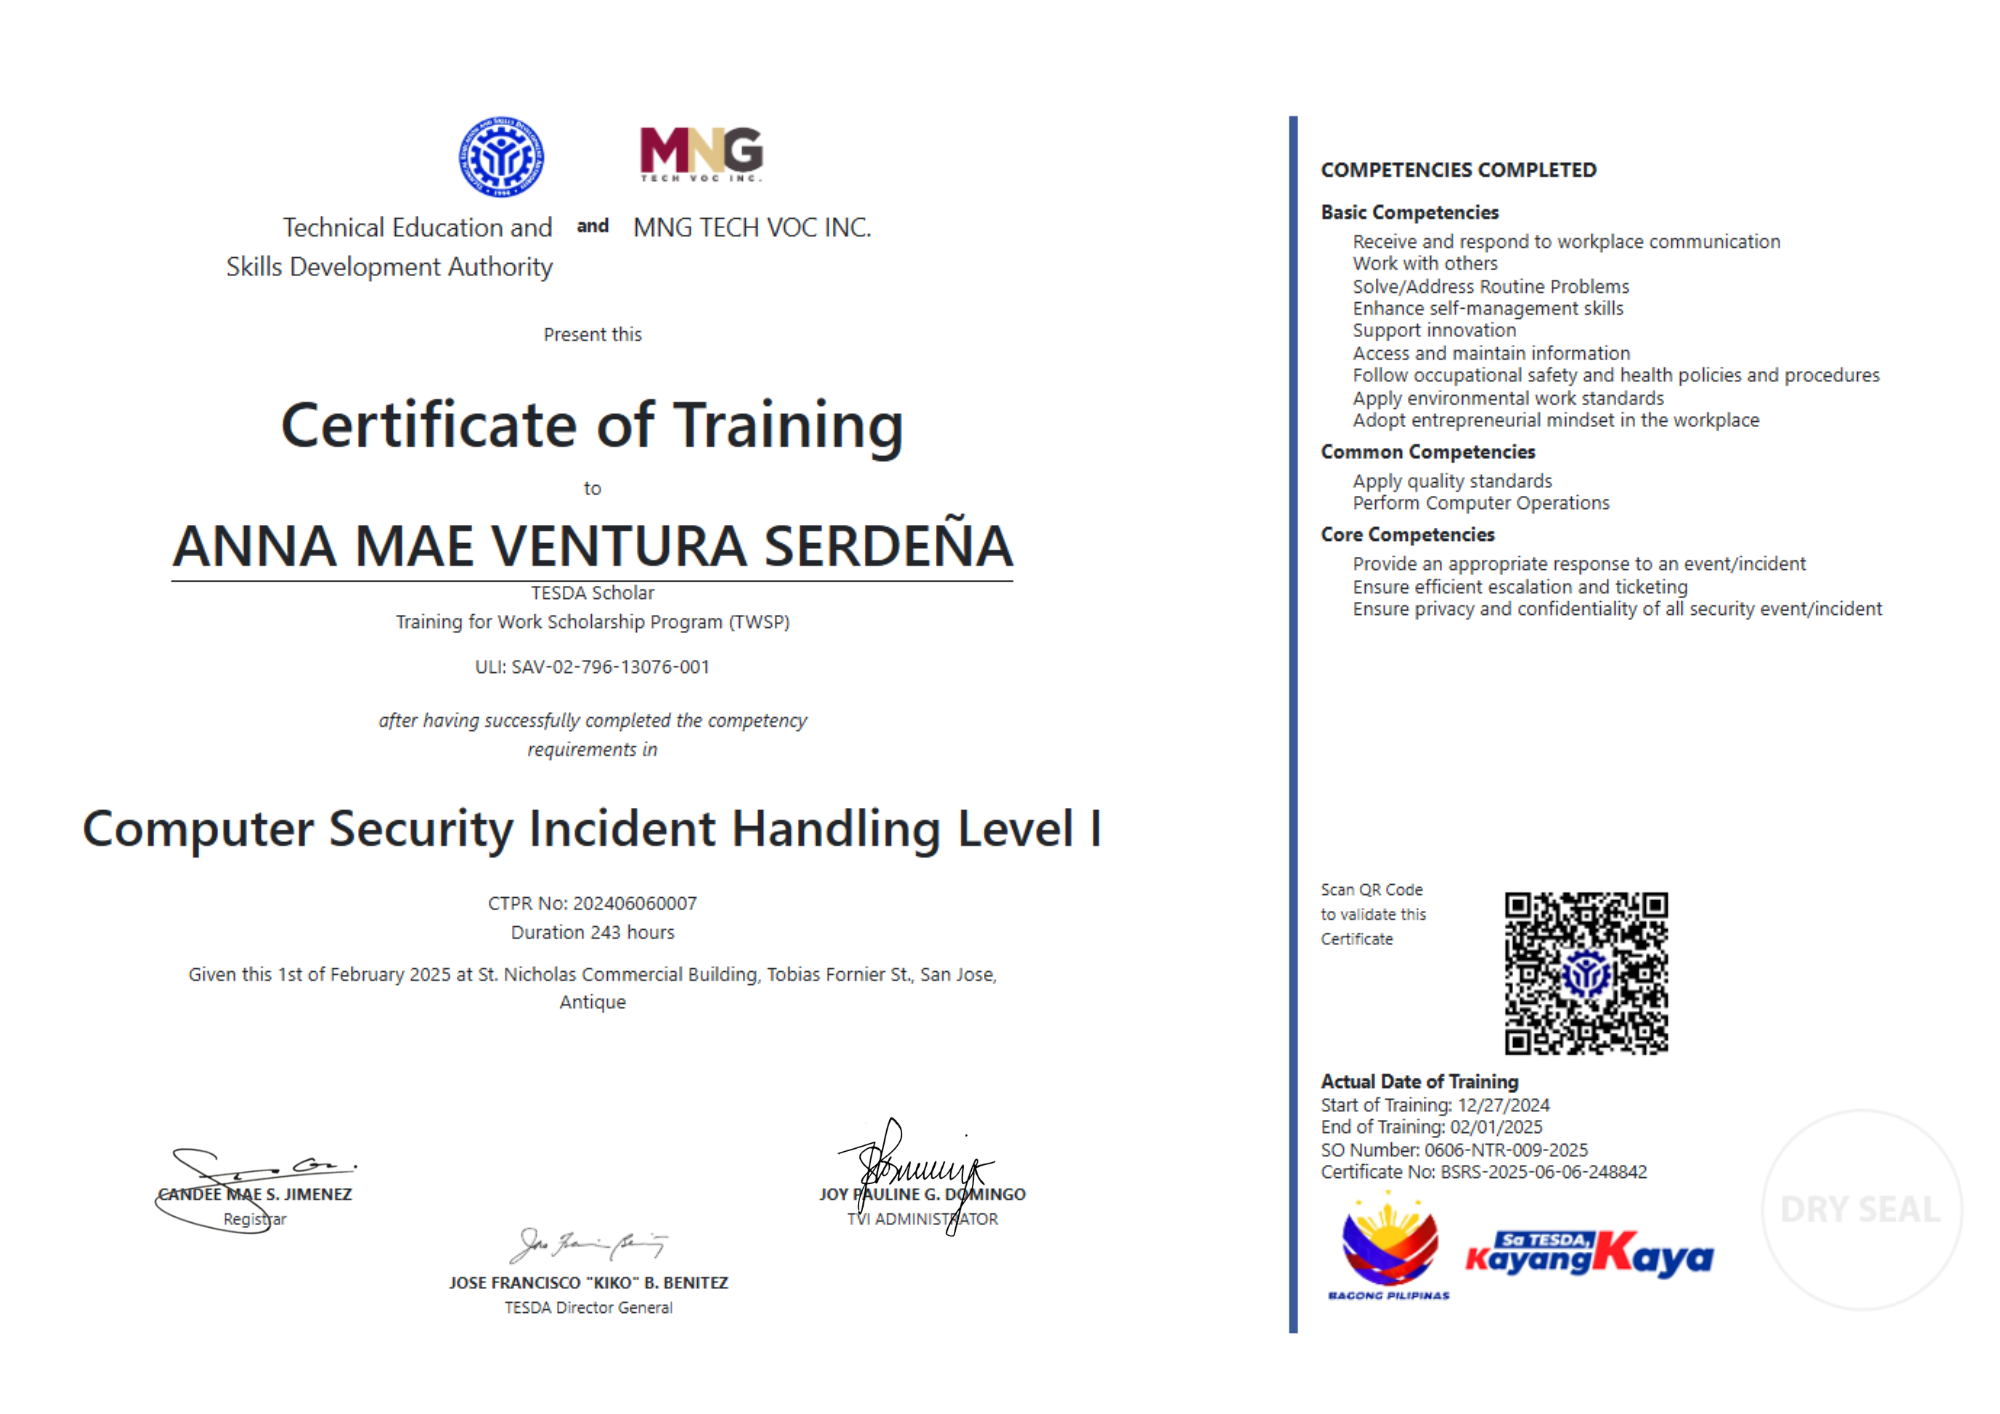 TECHNICAL EDUCATION AND SKILLS DEVELOPMENT AUTHORITY
1994
MNG
TECH VOC INC.
Technical Education and
Skills Development Authority
and
MNG TECH VOC INC.
Present this
Certificate of Training
to
ANNA MAE VENTURA SERDEÑA
TESDA Scholar
Training for Work Scholarship Program (TWSP)
ULI: SAV-02-796-13076-001
after having successfully completed the competency
requirements in
Computer Security Incident Handling Level I
CTPR No: 202406060007
Duration 243 hours
Given this 1st of February 2025 at St. Nicholas Commercial Building, Tobias Fornier St., San Jose,
Antique
CANDEE MAE S. JIMENEZ
Registrar
JOSE FRANCISCO "KIKO" B. BENITEZ
TESDA Director General
JOY PAULINE G. DOMINGO
TVI ADMINISTRATOR
COMPETENCIES COMPLETED
Basic Competencies
Receive and respond to workplace communication
Work with others
Solve/Address Routine Problems
Enhance self-management skills
Support innovation
Access and maintain information
Follow occupational safety and health policies and procedures
Apply environmental work standards
Adopt entrepreneurial mindset in the workplace
Common Competencies
Apply quality standards
Perform Computer Operations
Core Competencies
Provide an appropriate response to an event/incident
Ensure efficient escalation and ticketing
Ensure privacy and confidentiality of all security event/incident
Scan QR Code
to validate this
Certificate
Actual Date of Training
Start of Training: 12/27/2024
End of Training: 02/01/2025
SO Number: 0606-NTR-009-2025
Certificate No: BSRS-2025-06-06-248842
BAGONG PILIPINAS
Sa TESDA,
Kayang Kaya
DRY SEAL